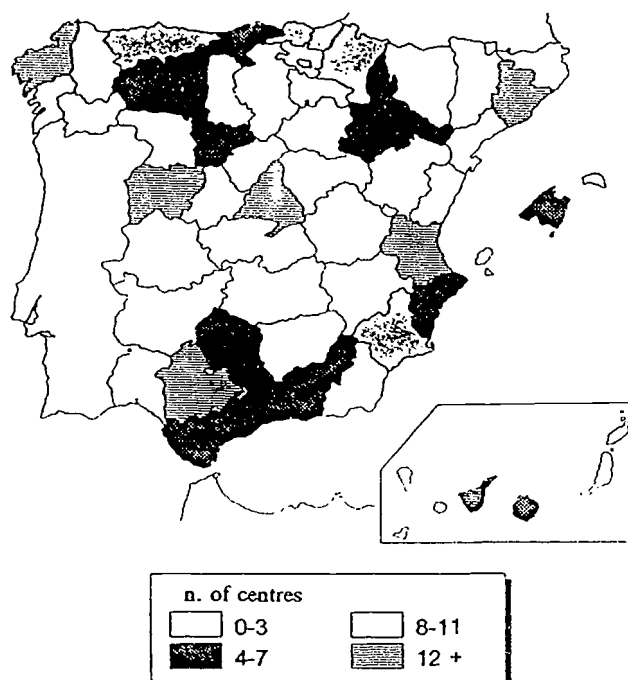 n. of centres
0-3 8-11
4-7 12 +